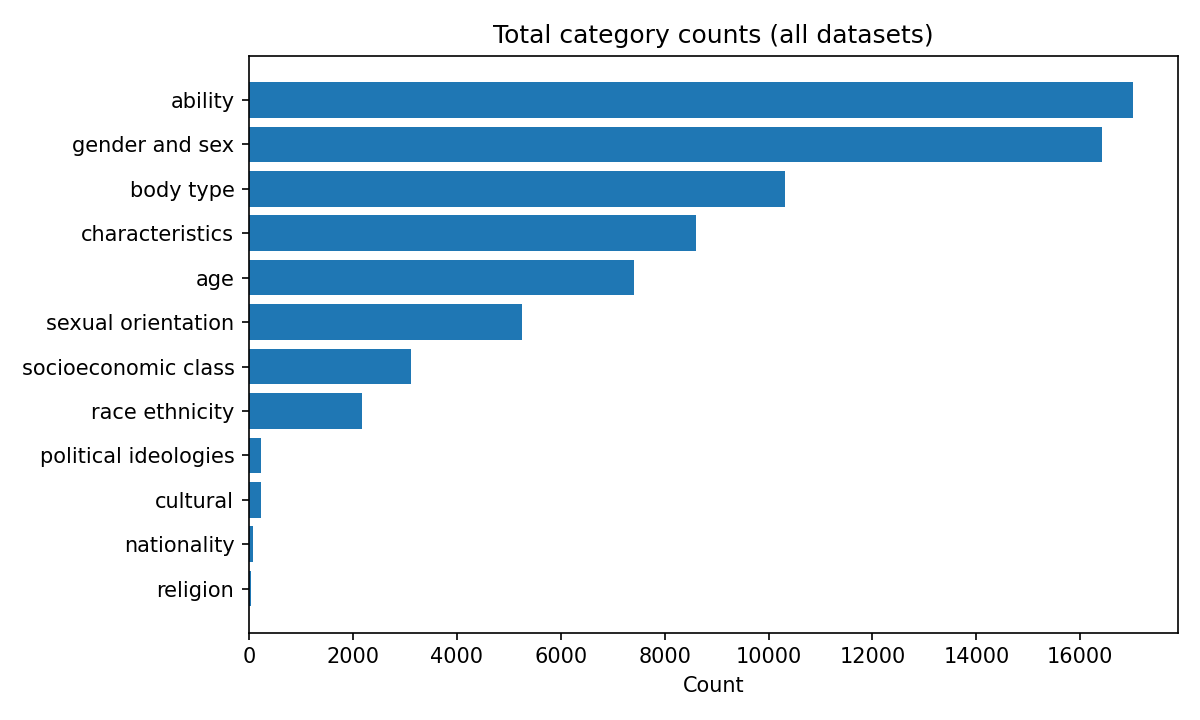 Total category counts (all datasets)
ability
gender and sex
body type
characteristics
age
sexual orientation
socioeconomic class
race ethnicity
political ideologies
cultural
nationality
religion
0 2000 4000 6000 8000 10000 12000 14000 16000
Count